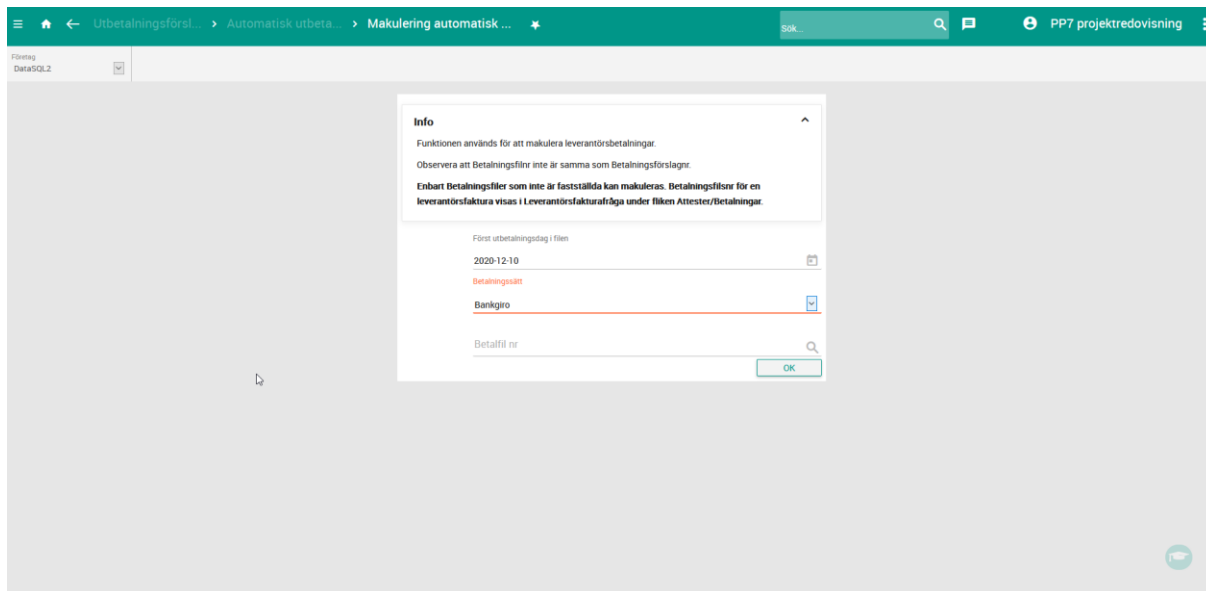 Utbetalningsförsl... > Automatisk utbeta... > Makulering automatisk ... Sök... PP7 projektredovisning
Företag
DataSQL2
Info
Funktionen används för att makulera leverantörsbetalningar.
Observera att Betalningsfilnr inte är samma som Betalningsförslagnr.
Enbart Betalningsfiler som inte är fastställda kan makuleras. Betalningsfilsnr för en
leverantörsfaktura visas i Leverantörsfakturafråga under fliken Attester/Betalningar.
Först utbetalningsdag i filen
2020-12-10
Betalningssätt
Bankgiro
Betalfil nr
OK